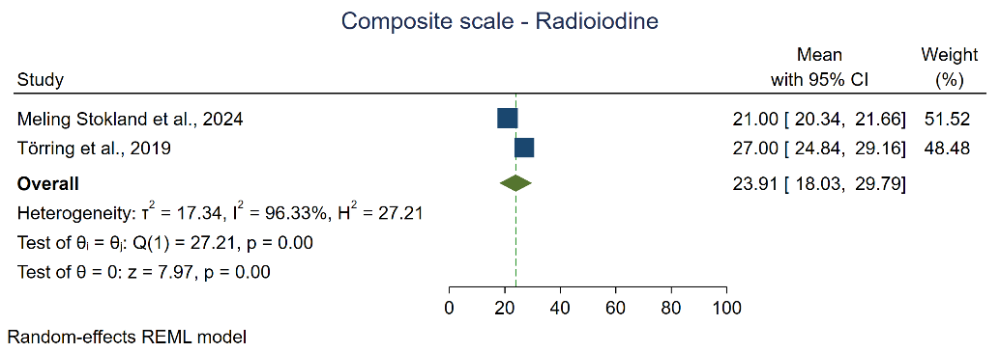 Composite scale - Radioiodine
Mean Weight
Study with 95% CI (%)
Meling Stokland et al., 2024 21.00 [ 20.34, 21.66] 51.52
Törring et al., 2019 27.00 [ 24.84, 29.16] 48.48
Overall 23.91 [ 18.03, 29.79]
Heterogeneity: τ² = 17.34, I² = 96.33%, H² = 27.21
Test of θᵢ = θⱼ: Q(1) = 27.21, p = 0.00
Test of θ = 0: z = 7.97, p = 0.00
0 20 40 60 80 100
Random-effects REML model